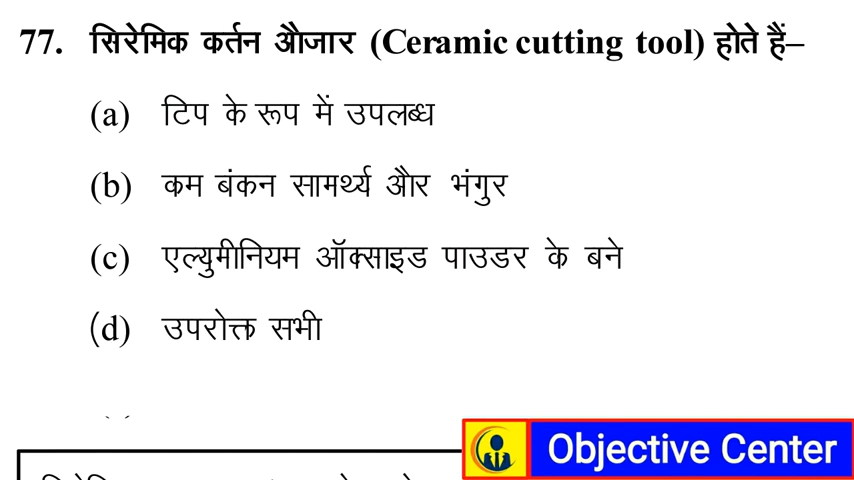 77. सिरेमिक कर्तन औजार (Ceramic cutting tool) होते हैं–
(a) टिप के रूप में उपलब्ध
(b) कम बंकन सामर्थ्य और भंगुर
(c) एल्युमीनियम ऑक्साइड पाउडर के बने
(d) उपरोक्त सभी
Objective Center